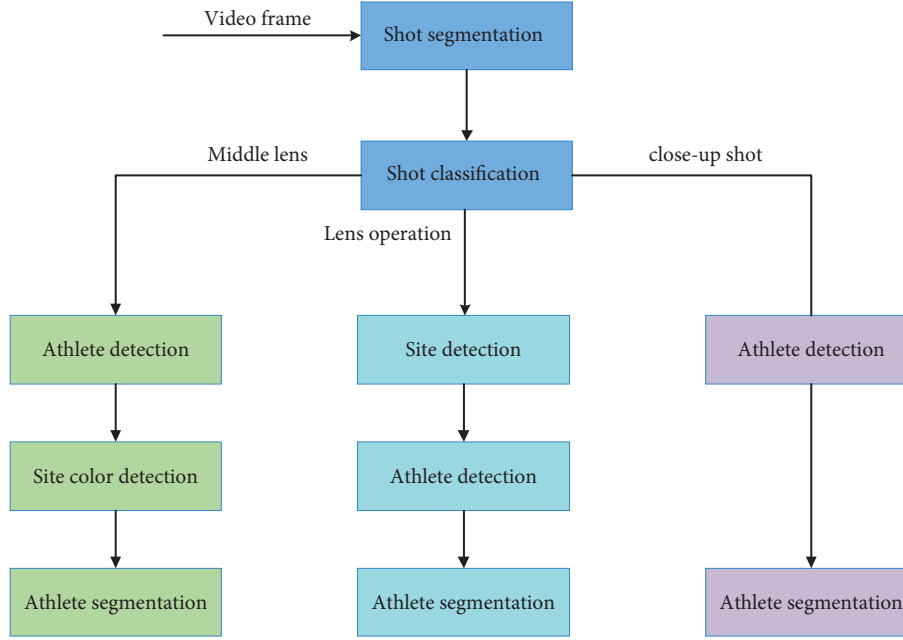 Video frame
Shot segmentation
Middle lens
close-up shot
Shot classification
Lens operation
Athlete detection
Site detection
Athlete detection
Site color detection
Athlete detection
Athlete segmentation
Athlete segmentation
Athlete segmentation